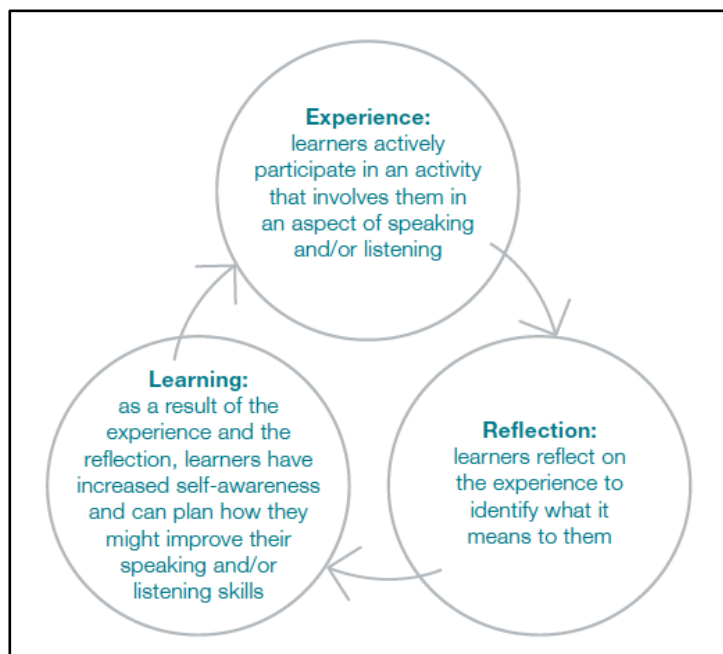 Experience:
learners actively
participate in an activity
that involves them in
an aspect of speaking
and/or listening
Reflection:
learners reflect on
the experience to
identify what it
means to them
Learning:
as a result of the
experience and the
reflection, learners have
increased self-awareness
and can plan how they
might improve their
speaking and/or
listening skills